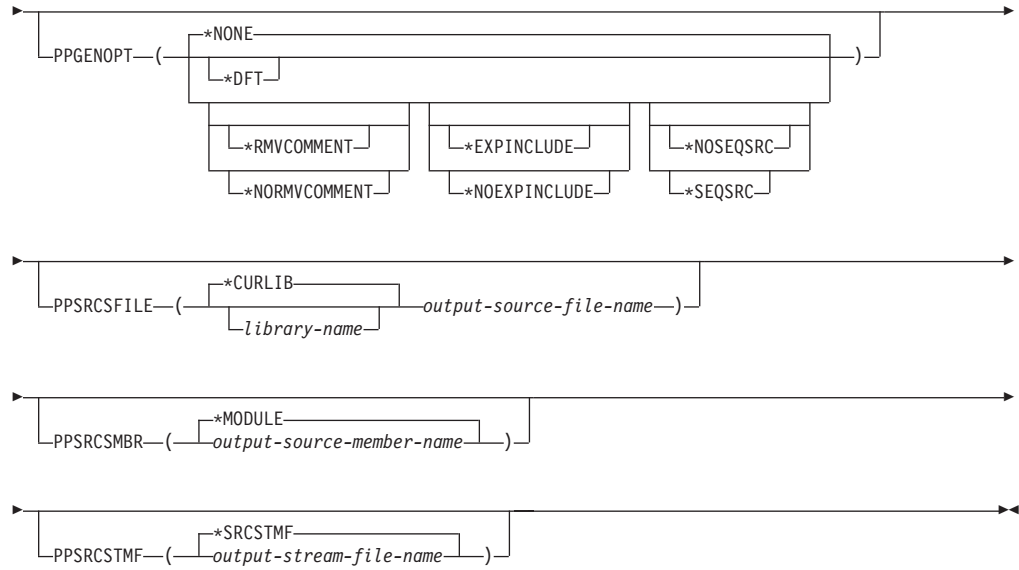 *NONE
PPGENOPT ( )
*DFT
*RMVCOMMENT *EXPINCLUDE *NOSEQSRC
*NORMVCOMMENT *NOEXPINCLUDE *SEQSRC
*CURLIB
PPSRCSFILE ( output-source-file-name )
library-name
*MODULE
PPSRCSMBR ( output-source-member-name )
*SRCSTMF
PPSRCSTMF ( output-stream-file-name )